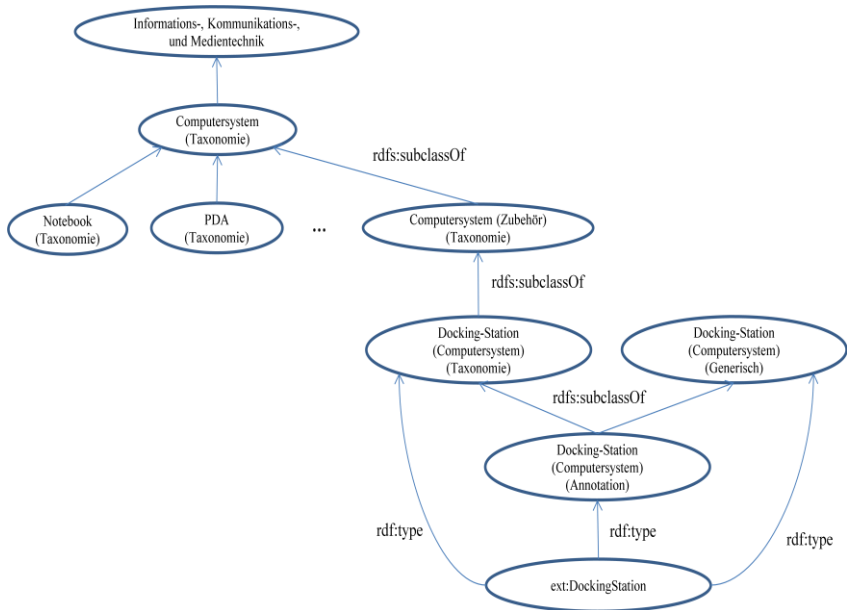 Informations-, Kommunikations-,
und Medientechnik
Computersystem
(Taxonomie)
rdfs:subclassOf
Notebook
(Taxonomie)
PDA
(Taxonomie)
...
Computersystem (Zubehör)
(Taxonomie)
rdfs:subclassOf
Docking-Station
(Computersystem)
(Taxonomie)
Docking-Station
(Computersystem)
(Generisch)
rdfs:subclassOf
Docking-Station
(Computersystem)
(Annotation)
rdf:type
rdf:type
rdf:type
ext:DockingStation